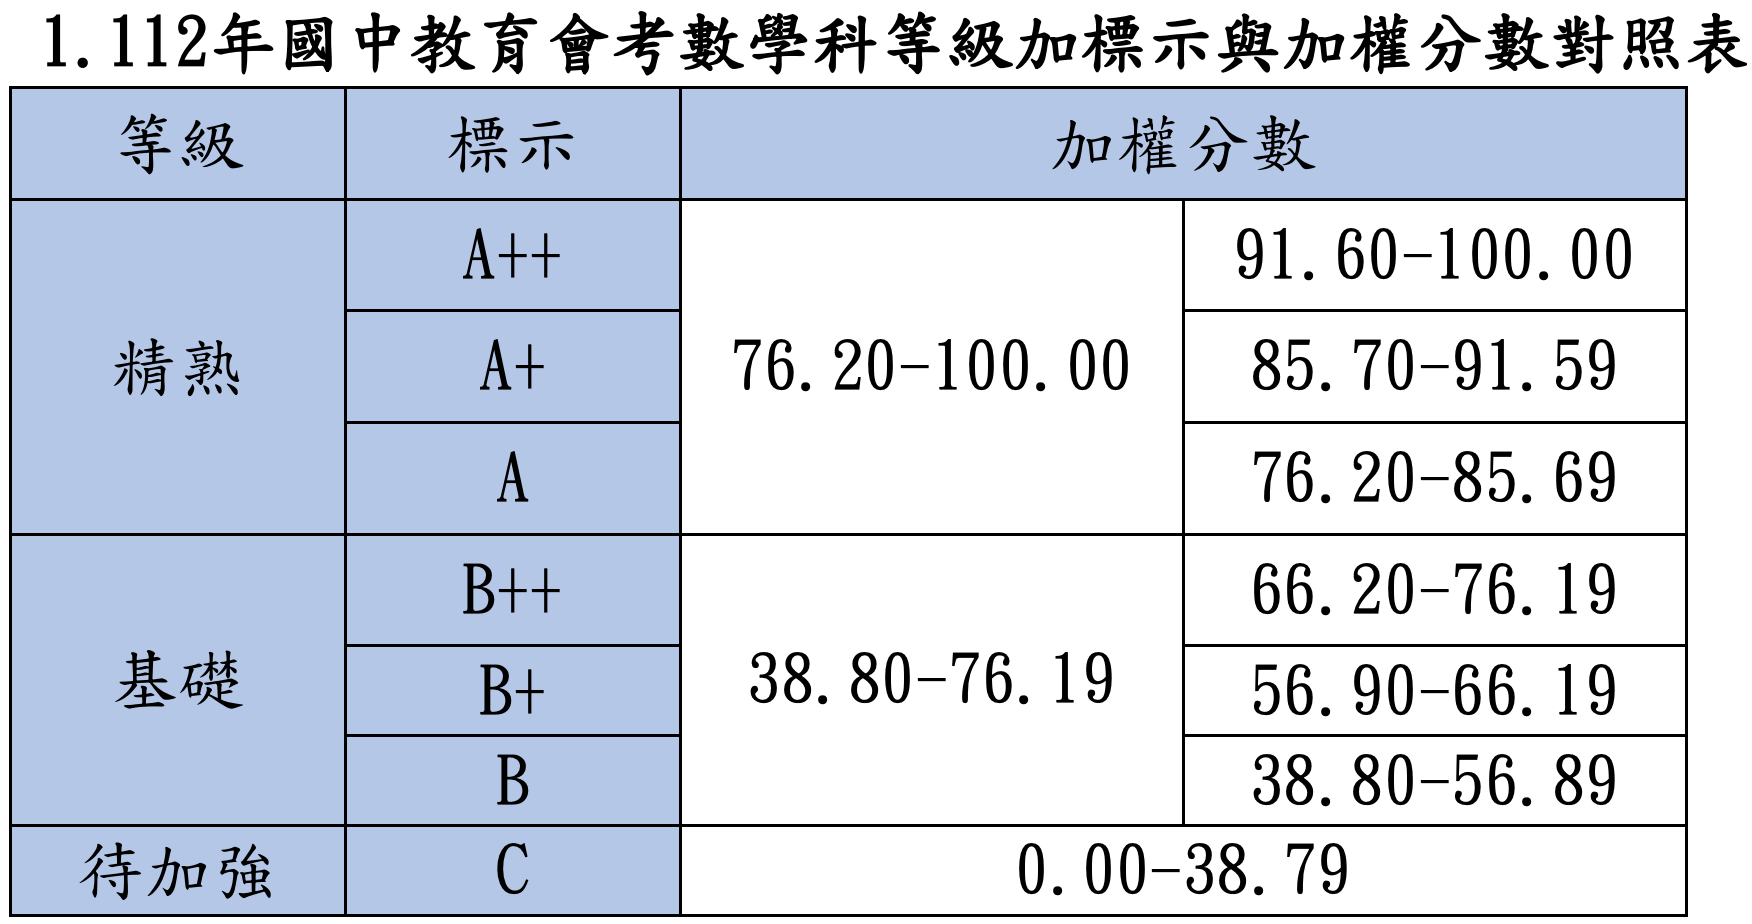 1.112年國中教育會考數學科等級加標示與加權分數對照表
等級 標示 加權分數
精熟 A++ 76.20-100.00 91.60-100.00
A+ 85.70-91.59
A 76.20-85.69
基礎 B++ 38.80-76.19 66.20-76.19
B+ 56.90-66.19
B 38.80-56.89
待加強 C 0.00-38.79